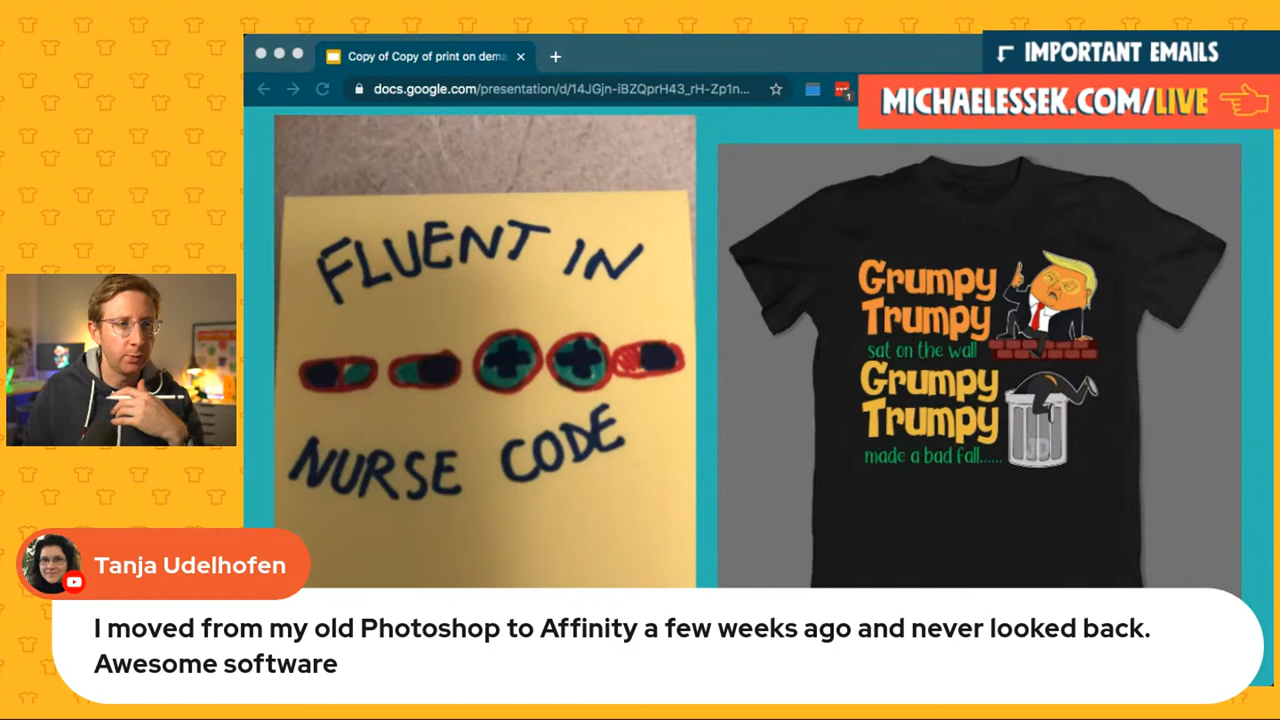 Copy of Copy of print on dema
IMPORTANT EMAILS
docs.google.com/presentation/d/14JGjn-iBZQprH43_rH-Zp1n...
1
MICHAELESSEK.COM/LIVE
FLUENT IN
NURSE CODE
Grumpy
Trumpy
sat on the wall
Grumpy
Trumpy
made a bad fall......
Tanja Udelhofen
I moved from my old Photoshop to Affinity a few weeks ago and never looked back.
Awesome software